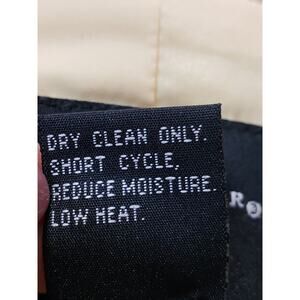 DRY CLEAN ONLY.
SHORT CYCLE,
REDUCE MOISTURE.
LOW HEAT.
R